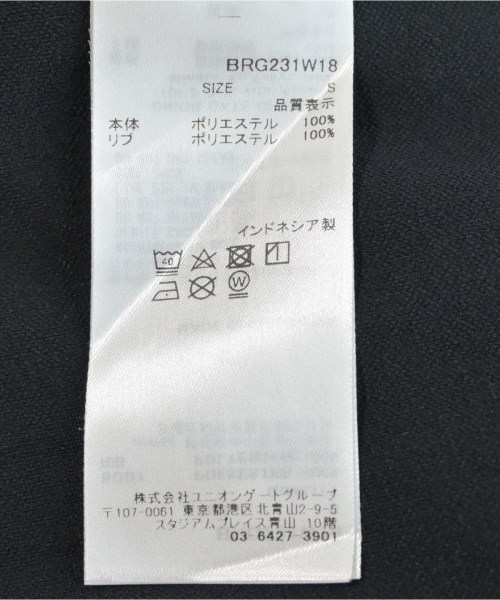 BRG231W18
SIZE S
品質表示
本体 ポリエステル 100%
リブ ポリエステル 100%
インドネシア製
40
W
株式会社ユニオンゲートグループ
〒107-0061 東京都港区北青山2-9-5
スタジアムプレイス青山 10階
03-6427-3901